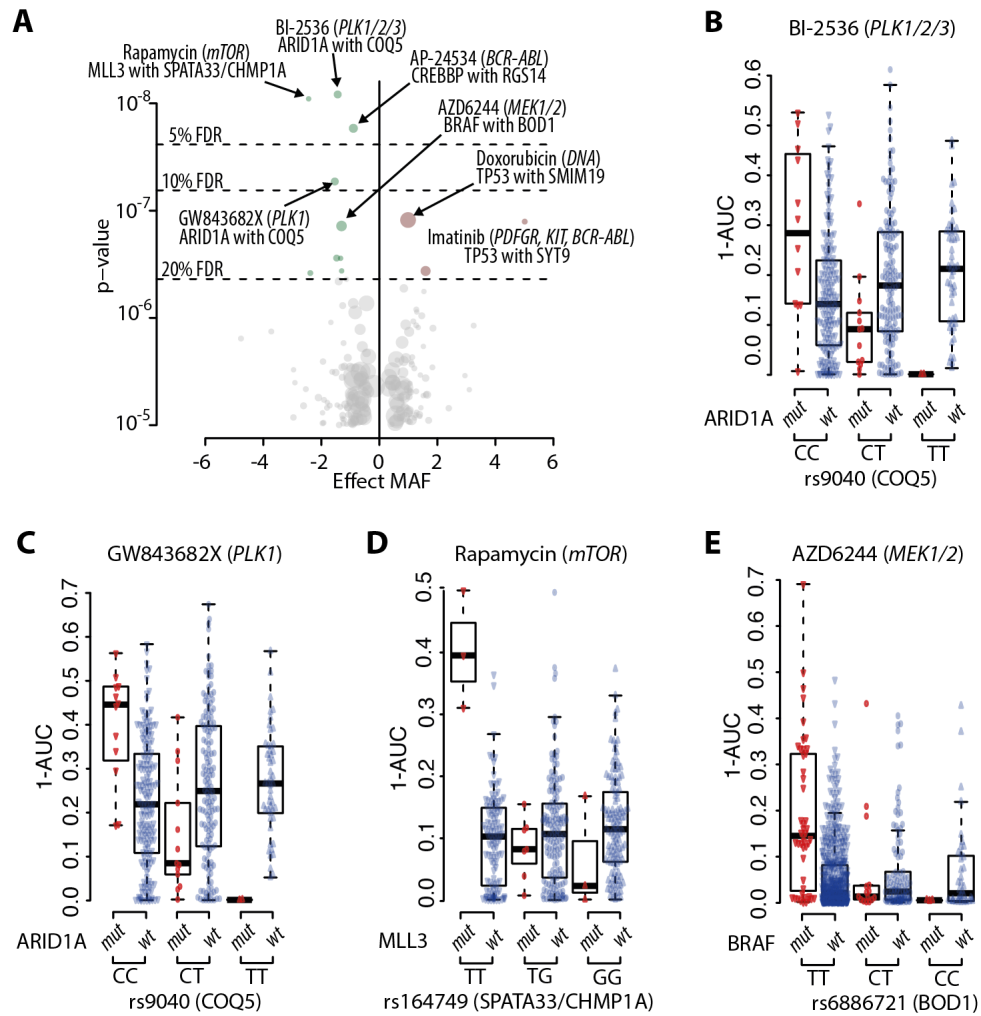 A
BI-2536 (PLK1/2/3)
ARID1A with COQ5
Rapamycin (mTOR)
MLL3 with SPATA33/CHMP1A
AP-24534 (BCR-ABL)
CREBBP with RGS14
AZD6244 (MEK1/2)
BRAF with BOD1
Doxorubicin (DNA)
TP53 with SMIM19
GW843682X (PLK1)
ARID1A with COQ5
Imatinib (PDFGR, KIT, BCR-ABL)
TP53 with SYT9
5% FDR
10% FDR
20% FDR
p-value
10-8
10-7
10-6
10-5
-6 -4 -2 0 2 4 6
Effect MAF
B
BI-2536 (PLK1/2/3)
1-AUC
0.6
0.5
0.4
0.3
0.2
0.1
0.0
ARID1A mut wt mut wt mut wt
CC CT TT
rs9040 (COQ5)
C
GW843682X (PLK1)
1-AUC
0.7
0.6
0.5
0.4
0.3
0.2
0.1
0.0
ARID1A mut wt mut wt mut wt
CC CT TT
rs9040 (COQ5)
D
Rapamycin (mTOR)
1-AUC
0.5
0.4
0.3
0.2
0.1
0.0
MLL3 mut wt mut wt mut wt
TT TG GG
rs164749 (SPATA33/CHMP1A)
E
AZD6244 (MEK1/2)
1-AUC
0.7
0.6
0.5
0.4
0.3
0.2
0.1
0.0
BRAF mut wt mut wt mut wt
TT CT CC
rs6886721 (BOD1)